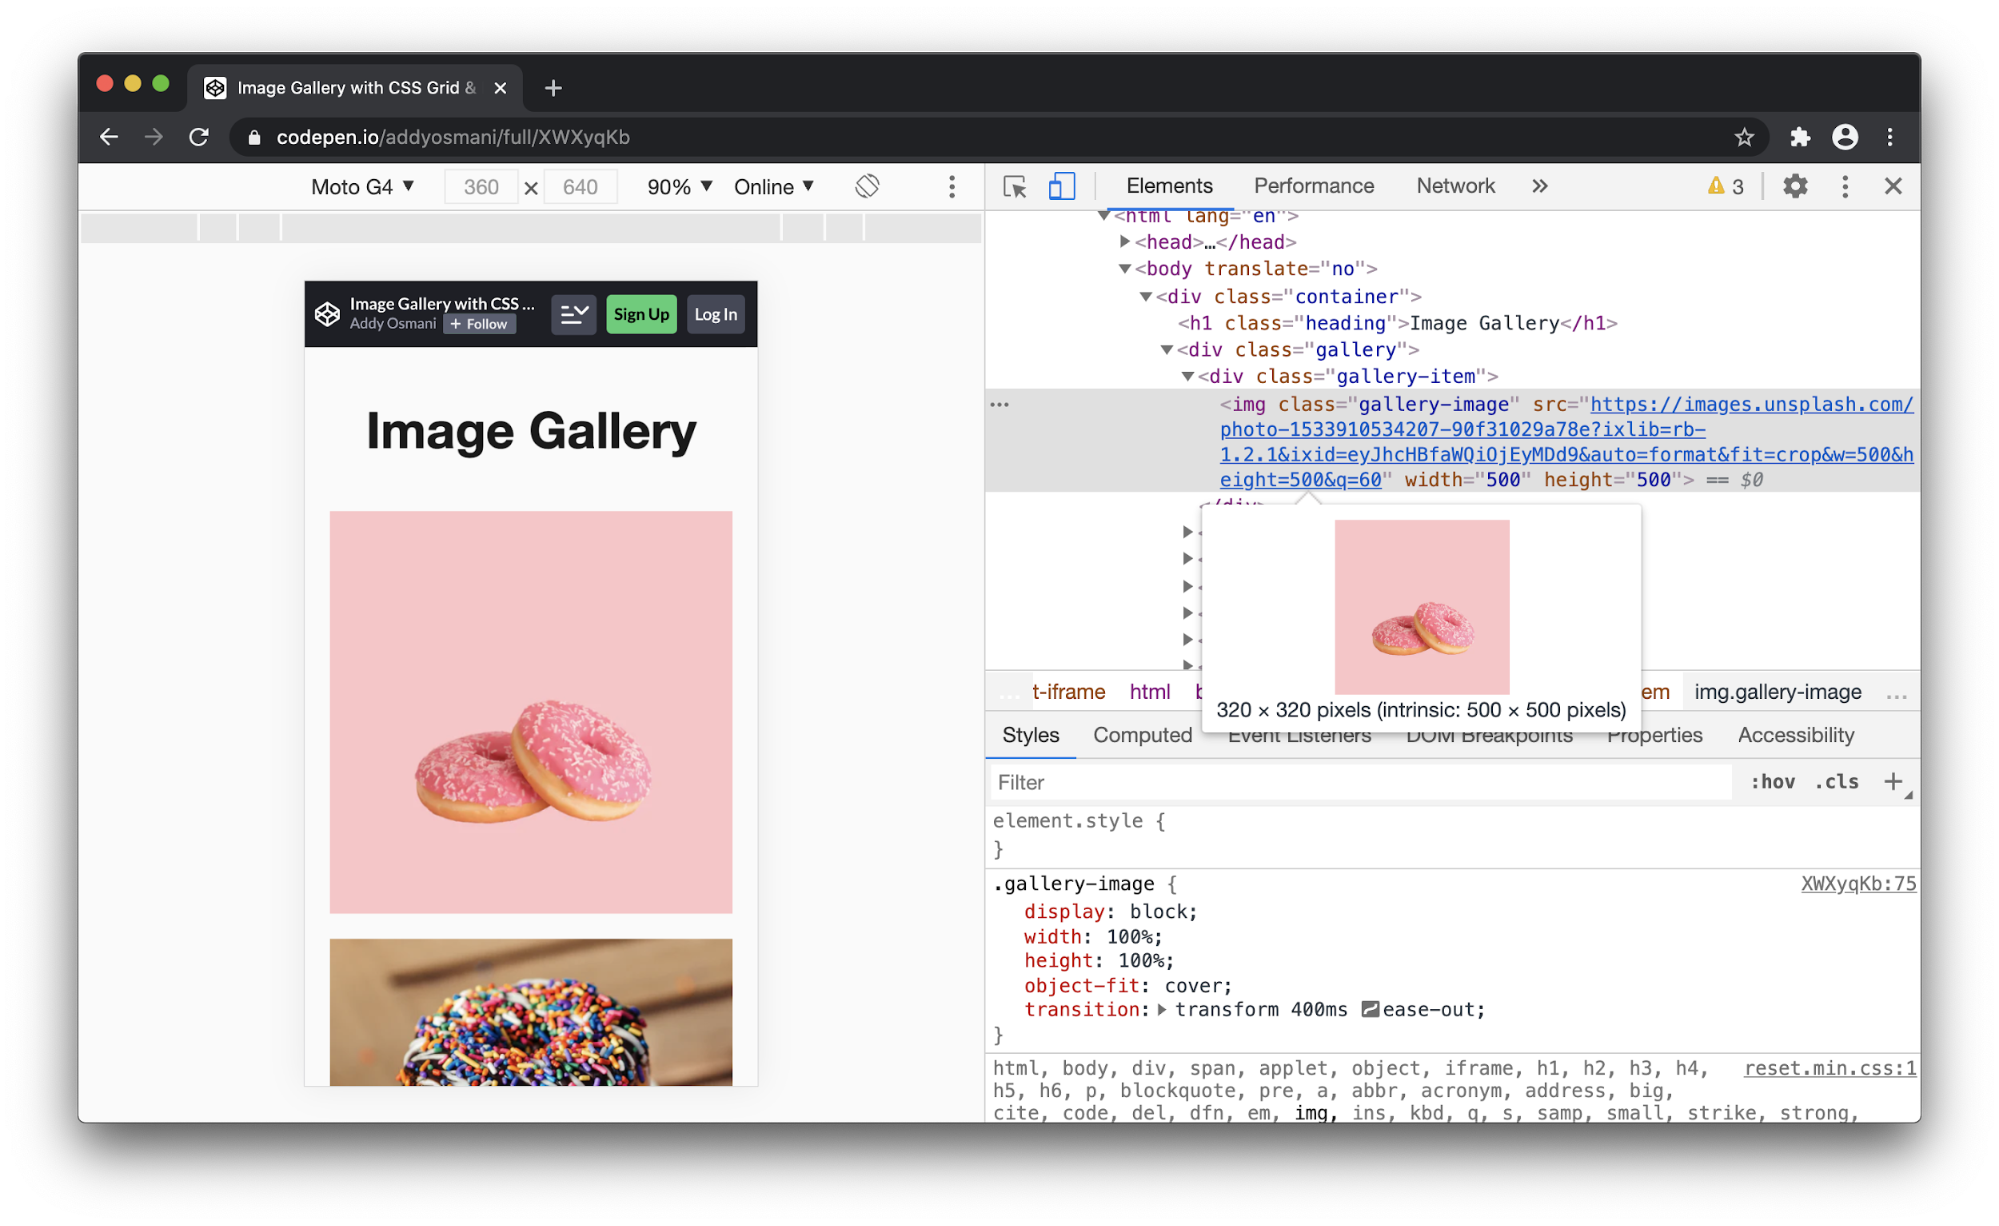 Image Gallery with CSS Grid &
codepen.io/addyosmani/full/XWXyqKb
Moto G4 ▼ 360 × 640 90% ▼ Online ▼
Image Gallery with CSS ...
Addy Osmani + Follow
Sign Up Log In
Image Gallery
Elements Performance Network » 3
▼<html lang="en">
▶<head>…</head>
▼<body translate="no">
▼<div class="container">
<h1 class="heading">Image Gallery</h1>
▼<div class="gallery">
▼<div class="gallery-item">
<img class="gallery-image" src="https://images.unsplash.com/
photo-1533910534207-90f31029a78e?ixlib=rb-
1.2.1&ixid=eyJhcHBfaWQiOjEyMDd9&auto=format&fit=crop&w=500&h
eight=500&q=60" width="500" height="500"> == $0
</div>
320 × 320 pixels (intrinsic: 500 × 500 pixels)
... t-iframe html b em img.gallery-image ...
Styles Computed Event Listeners DOM Breakpoints Properties Accessibility
Filter :hov .cls +
element.style {
}
.gallery-image { XWXyqKb:75
display: block;
width: 100%;
height: 100%;
object-fit: cover;
transition: ▶ transform 400ms ease-out;
}
html, body, div, span, applet, object, iframe, h1, h2, h3, h4, reset.min.css:1
h5, h6, p, blockquote, pre, a, abbr, acronym, address, big,
cite, code, del, dfn, em, img, ins, kbd, q, s, samp, small, strike, strong,